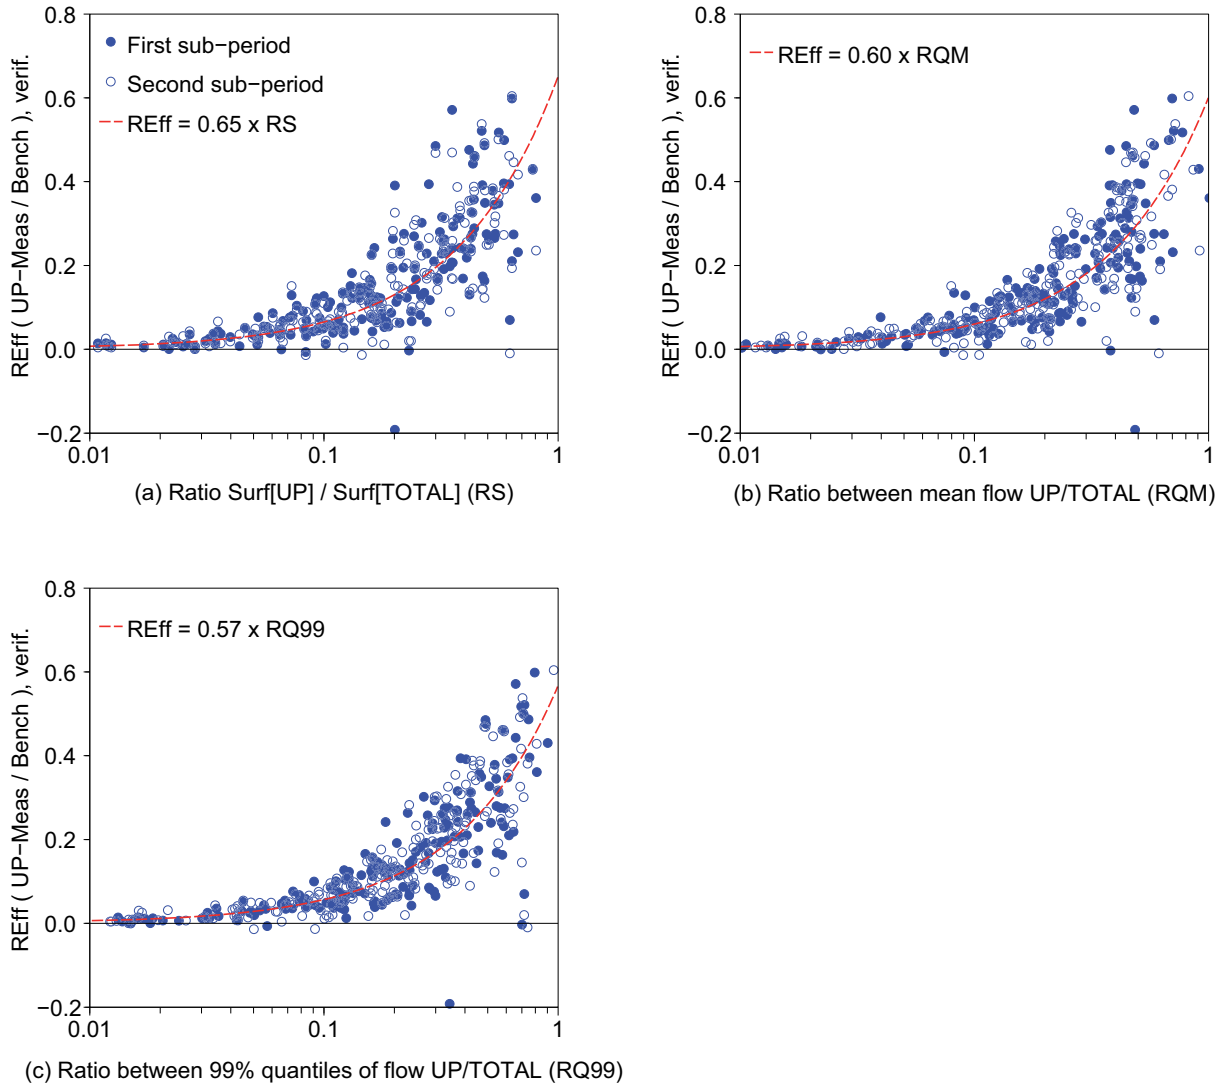 0.8
0.6
0.4
0.2
0.0
−0.2
REff ( UP−Meas / Bench ), verif.
First sub−period
Second sub−period
REff = 0.65 x RS
0.01 0.1 1
(a) Ratio Surf[UP] / Surf[TOTAL] (RS)
0.8
0.6
0.4
0.2
0.0
−0.2
REff ( UP−Meas / Bench ), verif.
REff = 0.60 x RQM
0.01 0.1 1
(b) Ratio between mean flow UP/TOTAL (RQM)
0.8
0.6
0.4
0.2
0.0
−0.2
REff ( UP−Meas / Bench ), verif.
REff = 0.57 x RQ99
0.01 0.1 1
(c) Ratio between 99% quantiles of flow UP/TOTAL (RQ99)